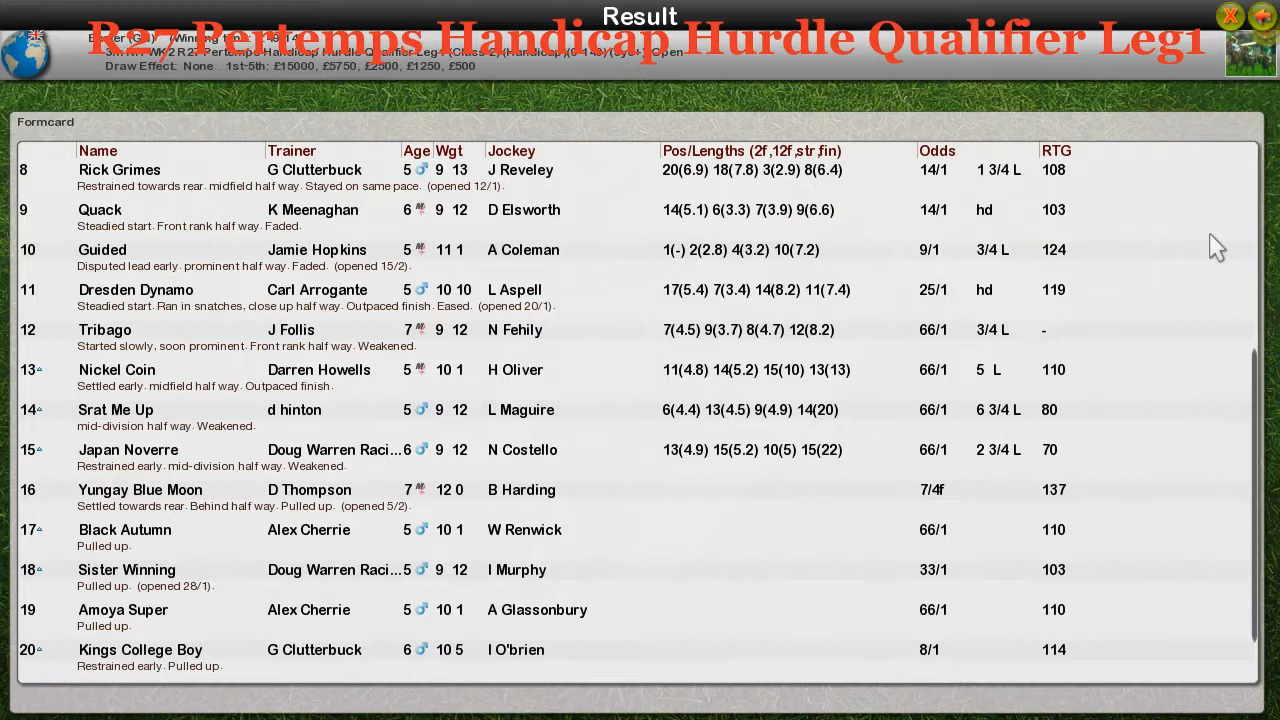 Result
R27 Pertemps Handicap Hurdle Qualifier Leg1
Draw Effect: None 1st-5th: £15000, £5750, £2500, £1250, £500
Formcard
Name Trainer Age Wgt Jockey Pos/Lengths (2f,12f,str,fin) Odds RTG
8 Rick Grimes G Clutterbuck 5 9 13 J Reveley 20(6.9) 18(7.8) 3(2.9) 8(6.4) 14/1 1 3/4 L 108
Restrained towards rear. midfield half way. Stayed on same pace. (opened 12/1).
9 Quack K Meenaghan 6 9 12 D Elsworth 14(5.1) 6(3.3) 7(3.9) 9(6.6) 14/1 hd 103
Steadied start. Front rank half way. Faded.
10 Guided Jamie Hopkins 5 11 1 A Coleman 1(-) 2(2.8) 4(3.2) 10(7.2) 9/1 3/4 L 124
Disputed lead early. prominent half way. Faded. (opened 15/2).
11 Dresden Dynamo Carl Arrogante 5 10 10 L Aspell 17(5.4) 7(3.4) 14(8.2) 11(7.4) 25/1 hd 119
Steadied start. Ran in snatches, close up half way. Outpaced finish. Eased. (opened 20/1).
12 Tribago J Follis 7 9 12 N Fehily 7(4.5) 9(3.7) 8(4.7) 12(8.2) 66/1 3/4 L -
Started slowly, soon prominent. Front rank half way. Weakened.
13 Nickel Coin Darren Howells 5 10 1 H Oliver 11(4.8) 14(5.2) 15(10) 13(13) 66/1 5 L 110
Settled early. midfield half way. Outpaced finish.
14 Srat Me Up d hinton 5 9 12 L Maguire 6(4.4) 13(4.5) 9(4.9) 14(20) 66/1 6 3/4 L 80
mid-division half way. Weakened.
15 Japan Noverre Doug Warren Raci... 6 9 12 N Costello 13(4.9) 15(5.2) 10(5) 15(22) 66/1 2 3/4 L 70
Restrained early. mid-division half way. Weakened.
16 Yungay Blue Moon D Thompson 7 12 0 B Harding 7/4f 137
Settled towards rear. Behind half way. Pulled up. (opened 5/2).
17 Black Autumn Alex Cherrie 5 10 1 W Renwick 66/1 110
Pulled up.
18 Sister Winning Doug Warren Raci... 5 9 12 I Murphy 33/1 103
Pulled up. (opened 28/1).
19 Amoya Super Alex Cherrie 5 10 1 A Glassonbury 66/1 110
Pulled up.
20 Kings College Boy G Clutterbuck 6 10 5 I O'brien 8/1 114
Restrained early. Pulled up.